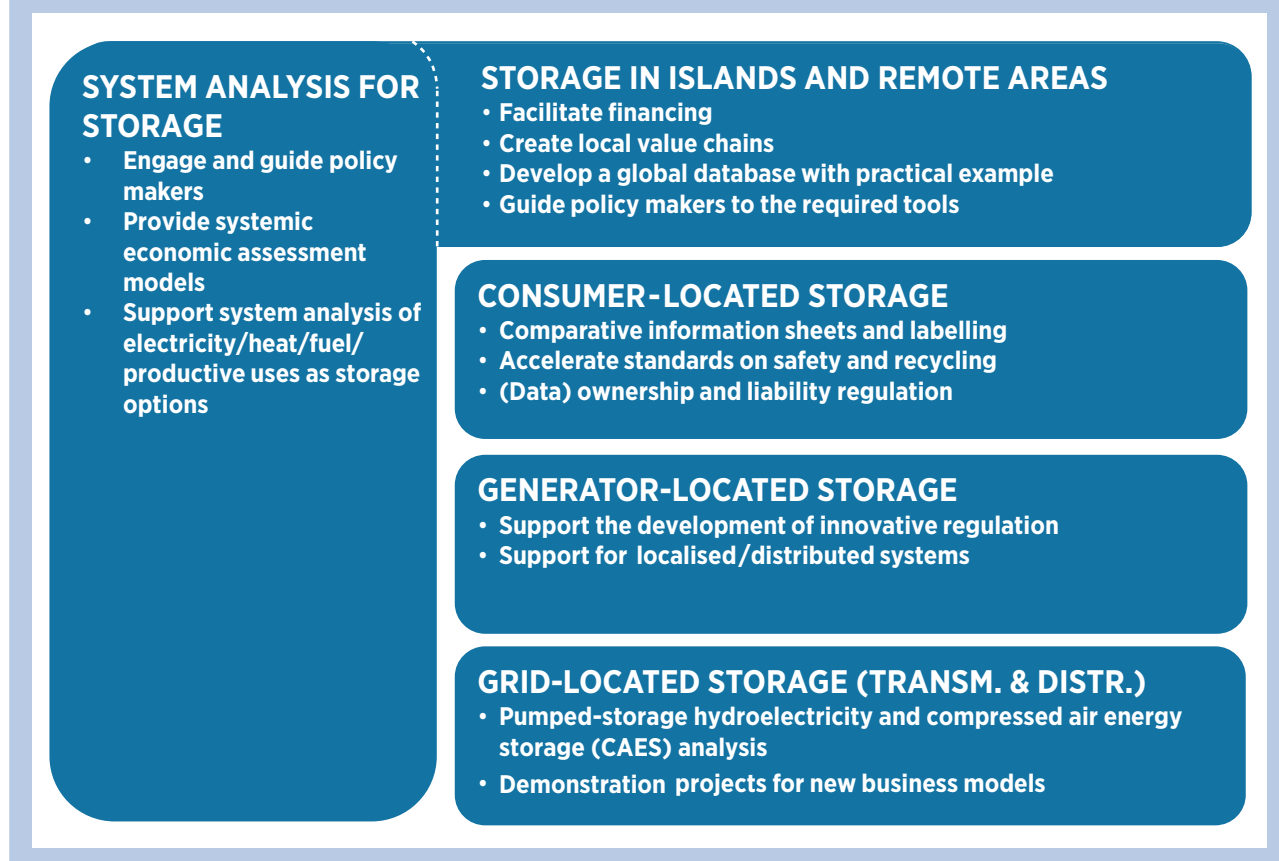 SYSTEM ANALYSIS FOR
STORAGE
• Engage and guide policy
makers
• Provide systemic
economic assessment
models
• Support system analysis of
electricity/heat/fuel/
productive uses as storage
options
STORAGE IN ISLANDS AND REMOTE AREAS
• Facilitate financing
• Create local value chains
• Develop a global database with practical example
• Guide policy makers to the required tools
CONSUMER-LOCATED STORAGE
• Comparative information sheets and labelling
• Accelerate standards on safety and recycling
• (Data) ownership and liability regulation
GENERATOR-LOCATED STORAGE
• Support the development of innovative regulation
• Support for localised/distributed systems
GRID-LOCATED STORAGE (TRANSM. & DISTR.)
• Pumped-storage hydroelectricity and compressed air energy
storage (CAES) analysis
• Demonstration projects for new business models